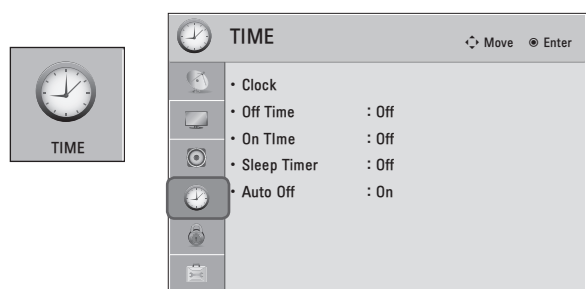 TIME
TIME
Move Enter
• Clock
• Off Time : Off
• On TIme : Off
• Sleep Timer : Off
• Auto Off : On